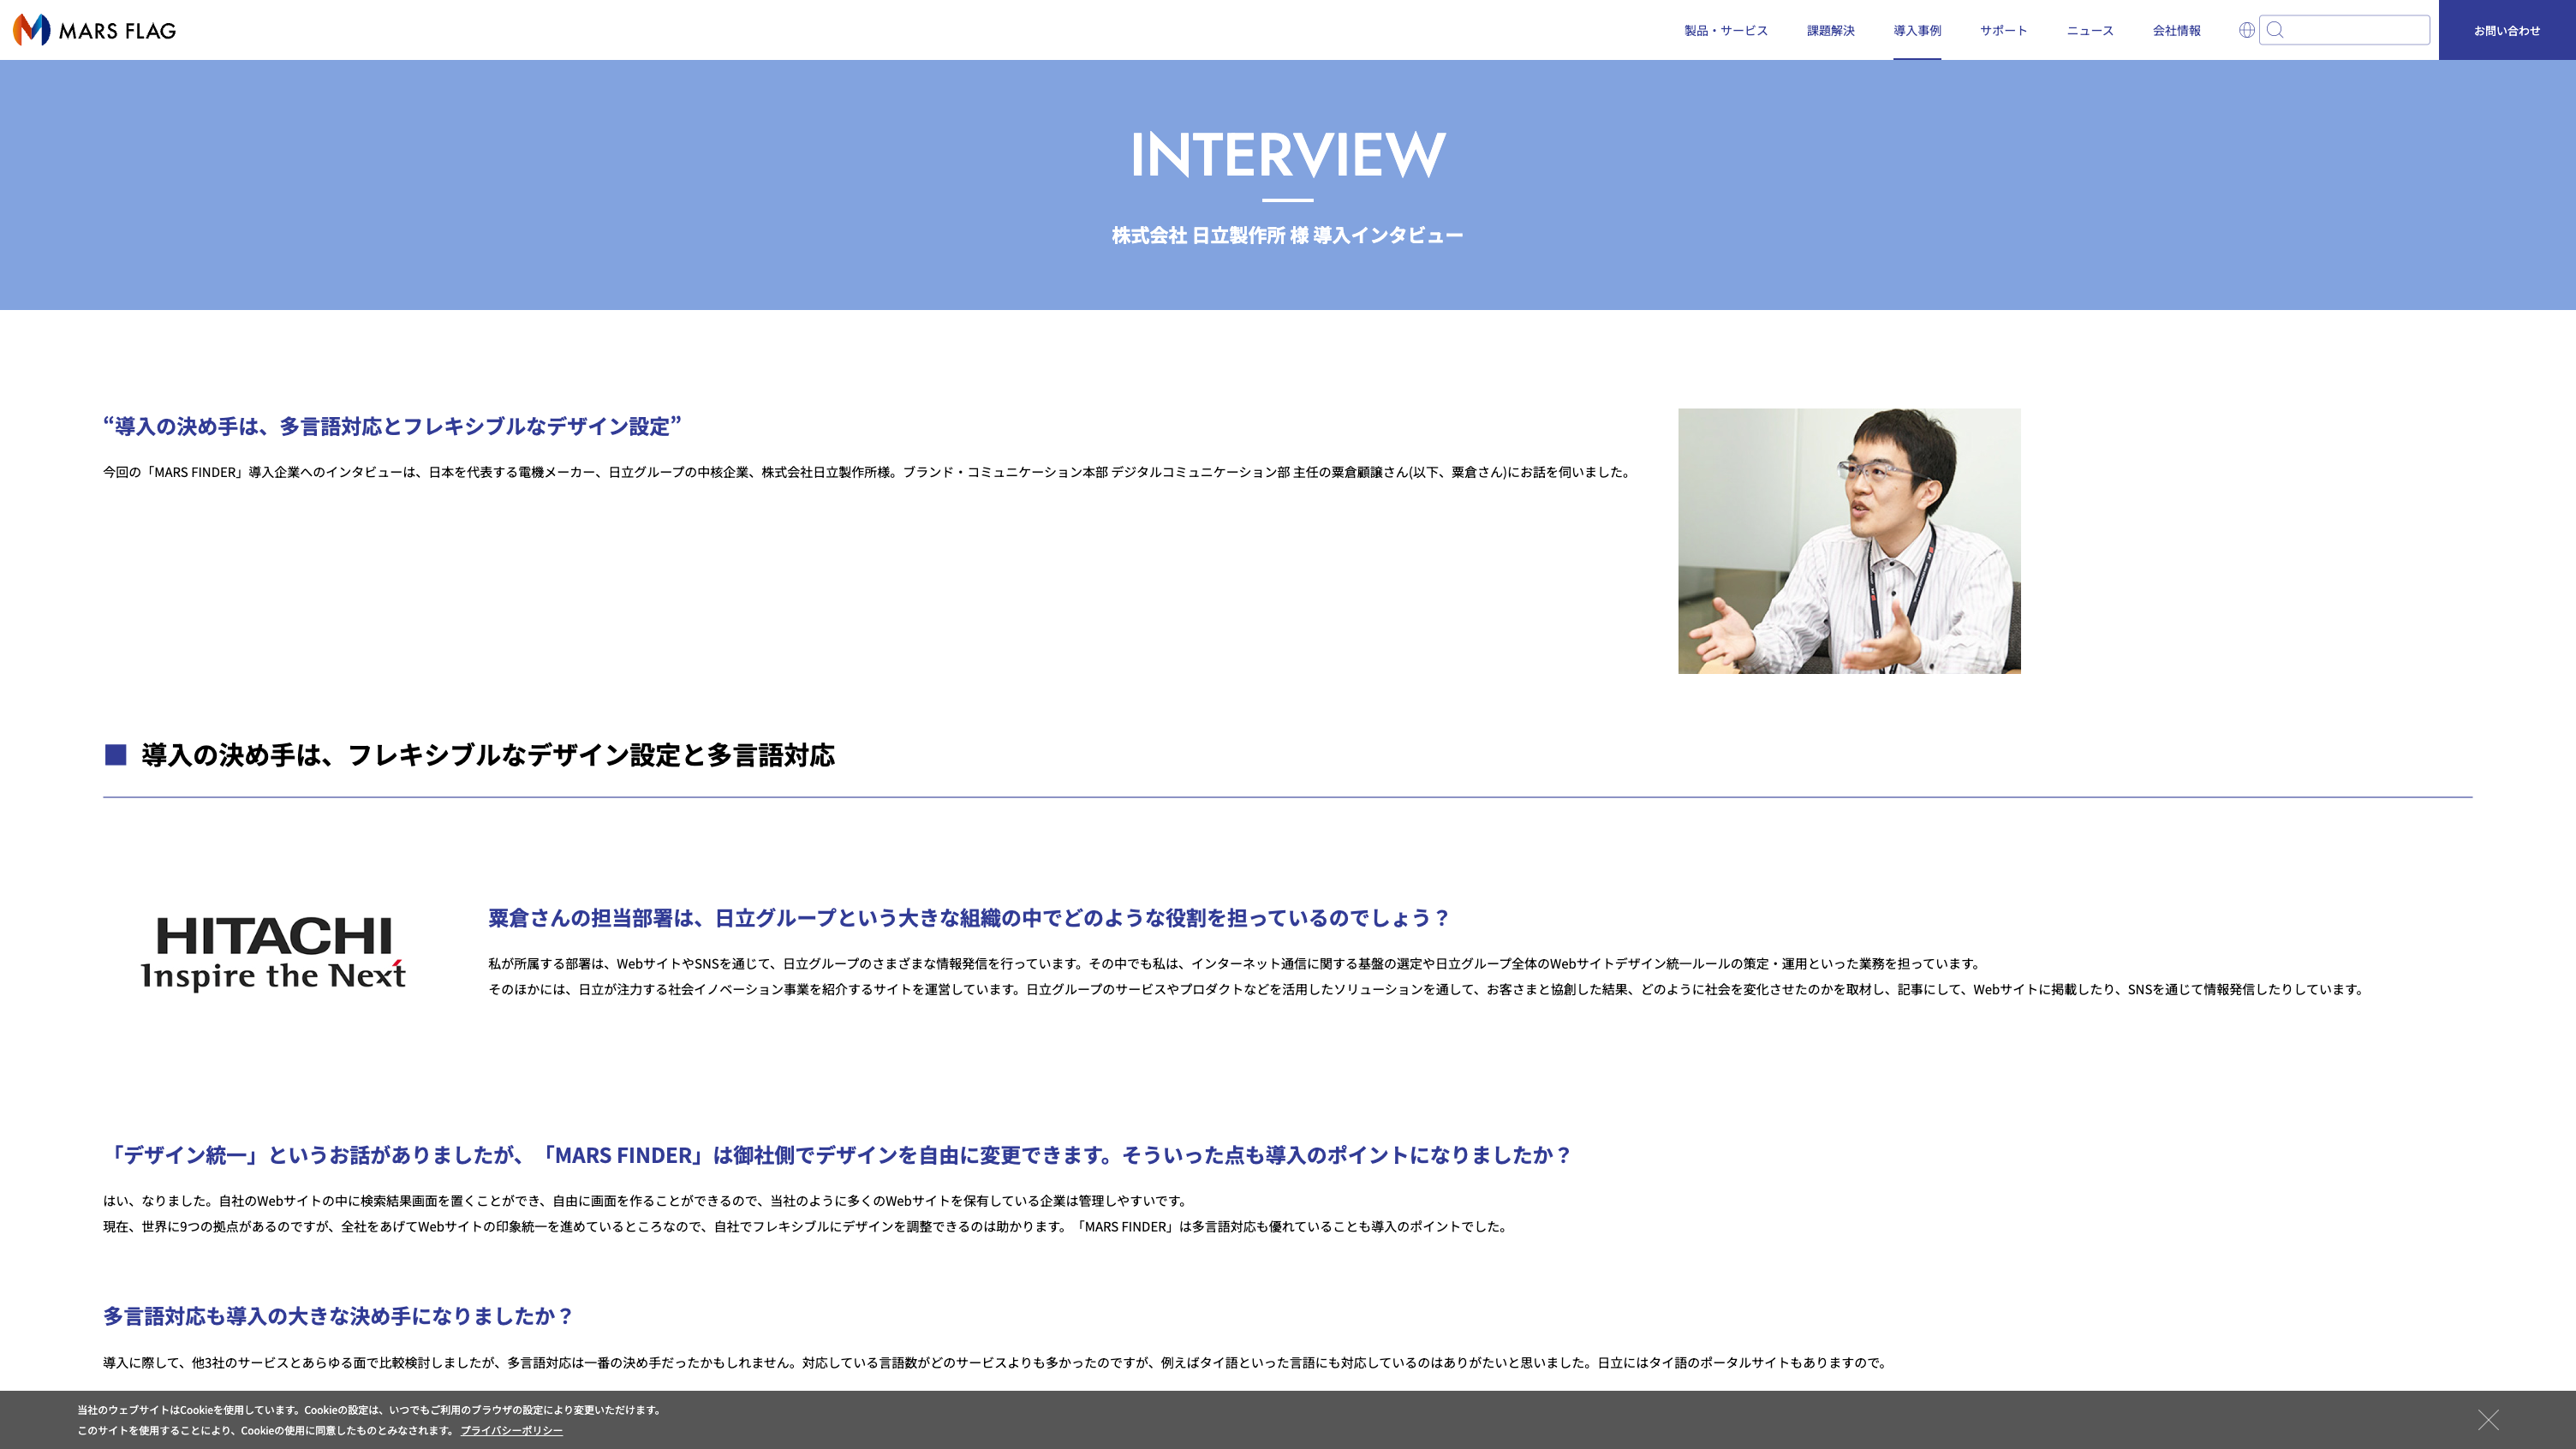 MARS FLAG
製品・サービス
課題解決
導入事例
サポート
ニュース
会社情報
お問い合わせ
INTERVIEW
株式会社 日立製作所 様 導入インタビュー
“導入の決め手は、多言語対応とフレキシブルなデザイン設定”
今回の「MARS FINDER」導入企業へのインタビューは、日本を代表する電機メーカー、日立グループの中核企業、株式会社日立製作所様。ブランド・コミュニケーション本部 デジタルコミュニケーション部 主任の粟倉顧譲さん(以下、粟倉さん)にお話を伺いました。
導入の決め手は、フレキシブルなデザイン設定と多言語対応
HITACHI
Inspire the Next
粟倉さんの担当部署は、日立グループという大きな組織の中でどのような役割を担っているのでしょう？
私が所属する部署は、WebサイトやSNSを通じて、日立グループのさまざまな情報発信を行っています。その中でも私は、インターネット通信に関する基盤の選定や日立グループ全体のWebサイトデザイン統一ルールの策定・運用といった業務を担っています。
そのほかには、日立が注力する社会イノベーション事業を紹介するサイトを運営しています。日立グループのサービスやプロダクトなどを活用したソリューションを通して、お客さまと協創した結果、どのように社会を変化させたのかを取材し、記事にして、Webサイトに掲載したり、SNSを通じて情報発信したりしています。
「デザイン統一」というお話がありましたが、「MARS FINDER」は御社側でデザインを自由に変更できます。そういった点も導入のポイントになりましたか？
はい、なりました。自社のWebサイトの中に検索結果画面を置くことができ、自由に画面を作ることができるので、当社のように多くのWebサイトを保有している企業は管理しやすいです。
現在、世界に9つの拠点があるのですが、全社をあげてWebサイトの印象統一を進めているところなので、自社でフレキシブルにデザインを調整できるのは助かります。「MARS FINDER」は多言語対応も優れていることも導入のポイントでした。
多言語対応も導入の大きな決め手になりましたか？
導入に際して、他3社のサービスとあらゆる面で比較検討しましたが、多言語対応は一番の決め手だったかもしれません。対応している言語数がどのサービスよりも多かったのですが、例えばタイ語といった言語にも対応しているのはありがたいと思いました。日立にはタイ語のポータルサイトもありますので。
当社のウェブサイトはCookieを使用しています。Cookieの設定は、いつでもご利用のブラウザの設定により変更いただけます。
このサイトを使用することにより、Cookieの使用に同意したものとみなされます。 プライバシーポリシー